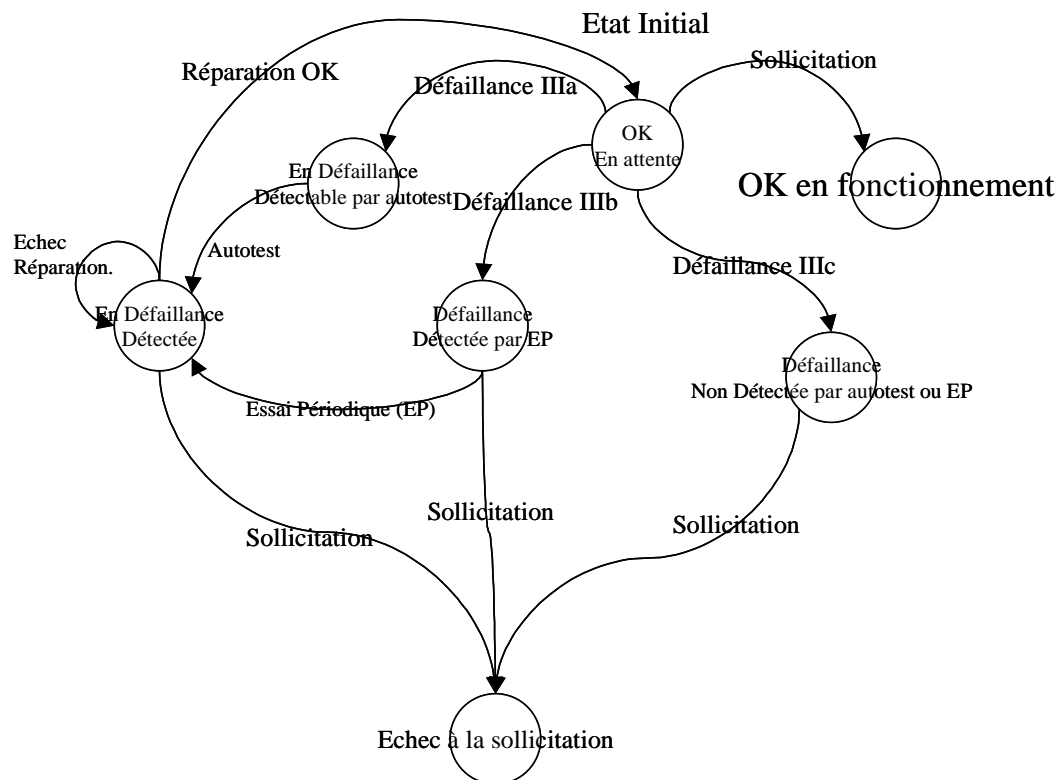 Etat Initial
Sollicitation
Réparation OK
Défaillance IIIa
OK
En attente
En Défaillance
Détectable par autotest
OK en fonctionnement
Défaillance IIIb
Echec
Réparation.
Autotest
Défaillance IIIc
En Défaillance
Détectée
Défaillance
Détectée par EP
Défaillance
Non Détectée par autotest ou EP
Essai Périodique (EP)
Sollicitation
Sollicitation
Sollicitation
Echec à la sollicitation